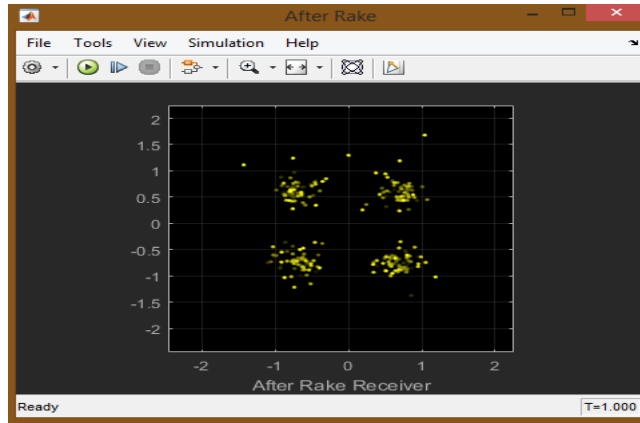 After Rake
File Tools View Simulation Help
2
1.5
1
0.5
0
-0.5
-1
-1.5
-2
-2 -1 0 1 2
After Rake Receiver
Ready T=1.000